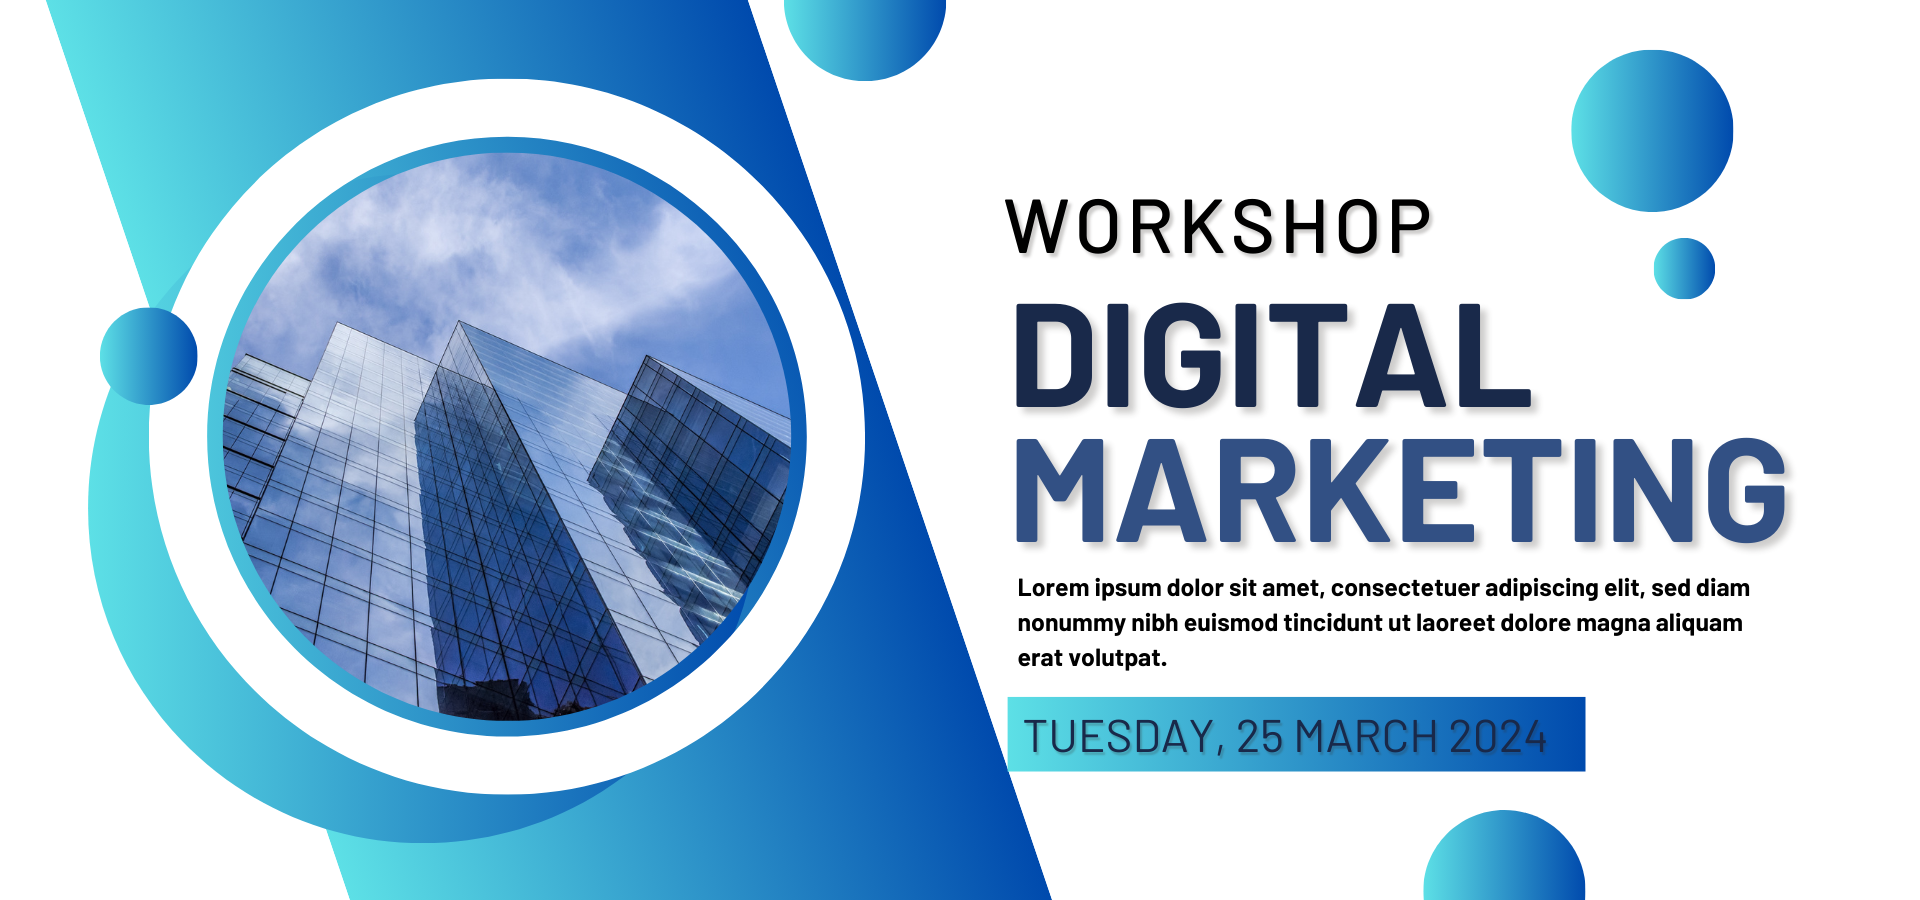 WORKSHOP
DIGITAL
MARKETING
Lorem ipsum dolor sit amet, consectetuer adipiscing elit, sed diam
nonummy nibh euismod tincidunt ut laoreet dolore magna aliquam
erat volutpat.
TUESDAY, 25 MARCH 2024